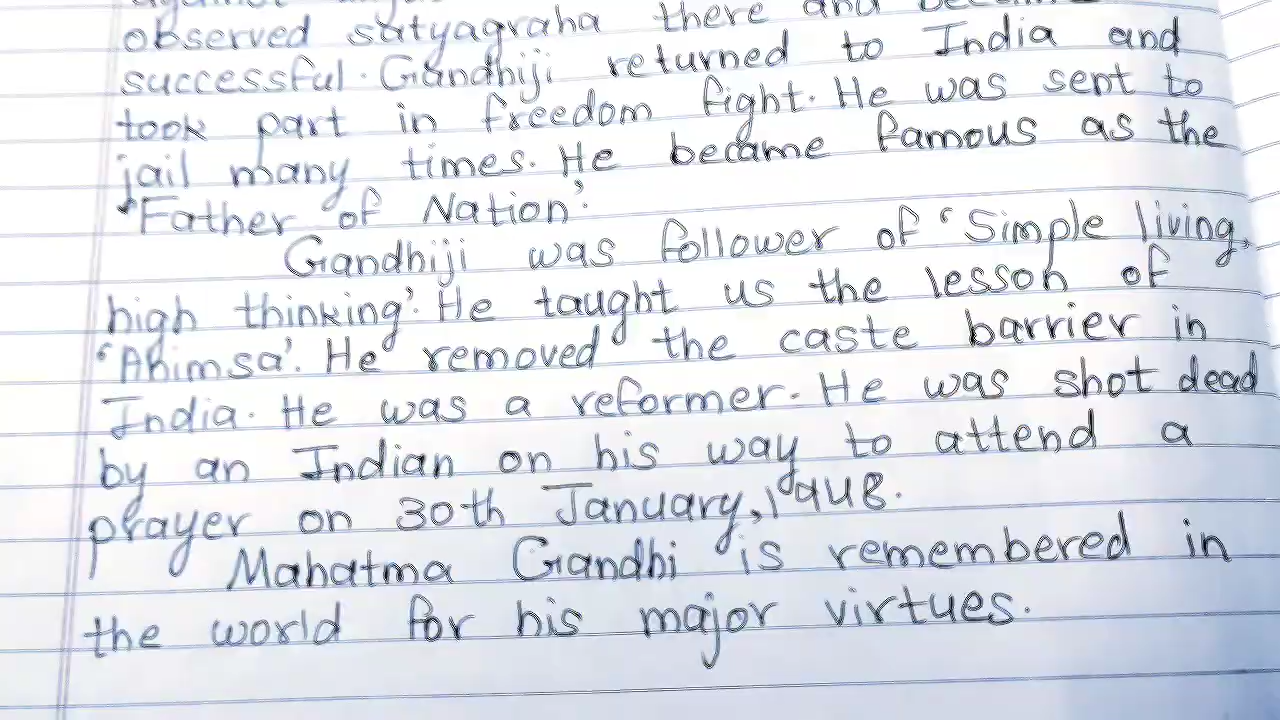 observed satyagraha there and
successful. Gandhiji returned to India and
took part in freedom fight. He was sent to
jail many times. He became famous as the
'Father of Nation'.
Gandhiji was follower of 'Simple living,
high thinking'. He taught us the lesson of
'Ahimsa'. He removed the caste barrier in
India. He was a reformer. He was shot dead
by an Indian on his way to attend a
prayer on 30th January, 1948.
Mahatma Gandhi is remembered in
the world for his major virtues.